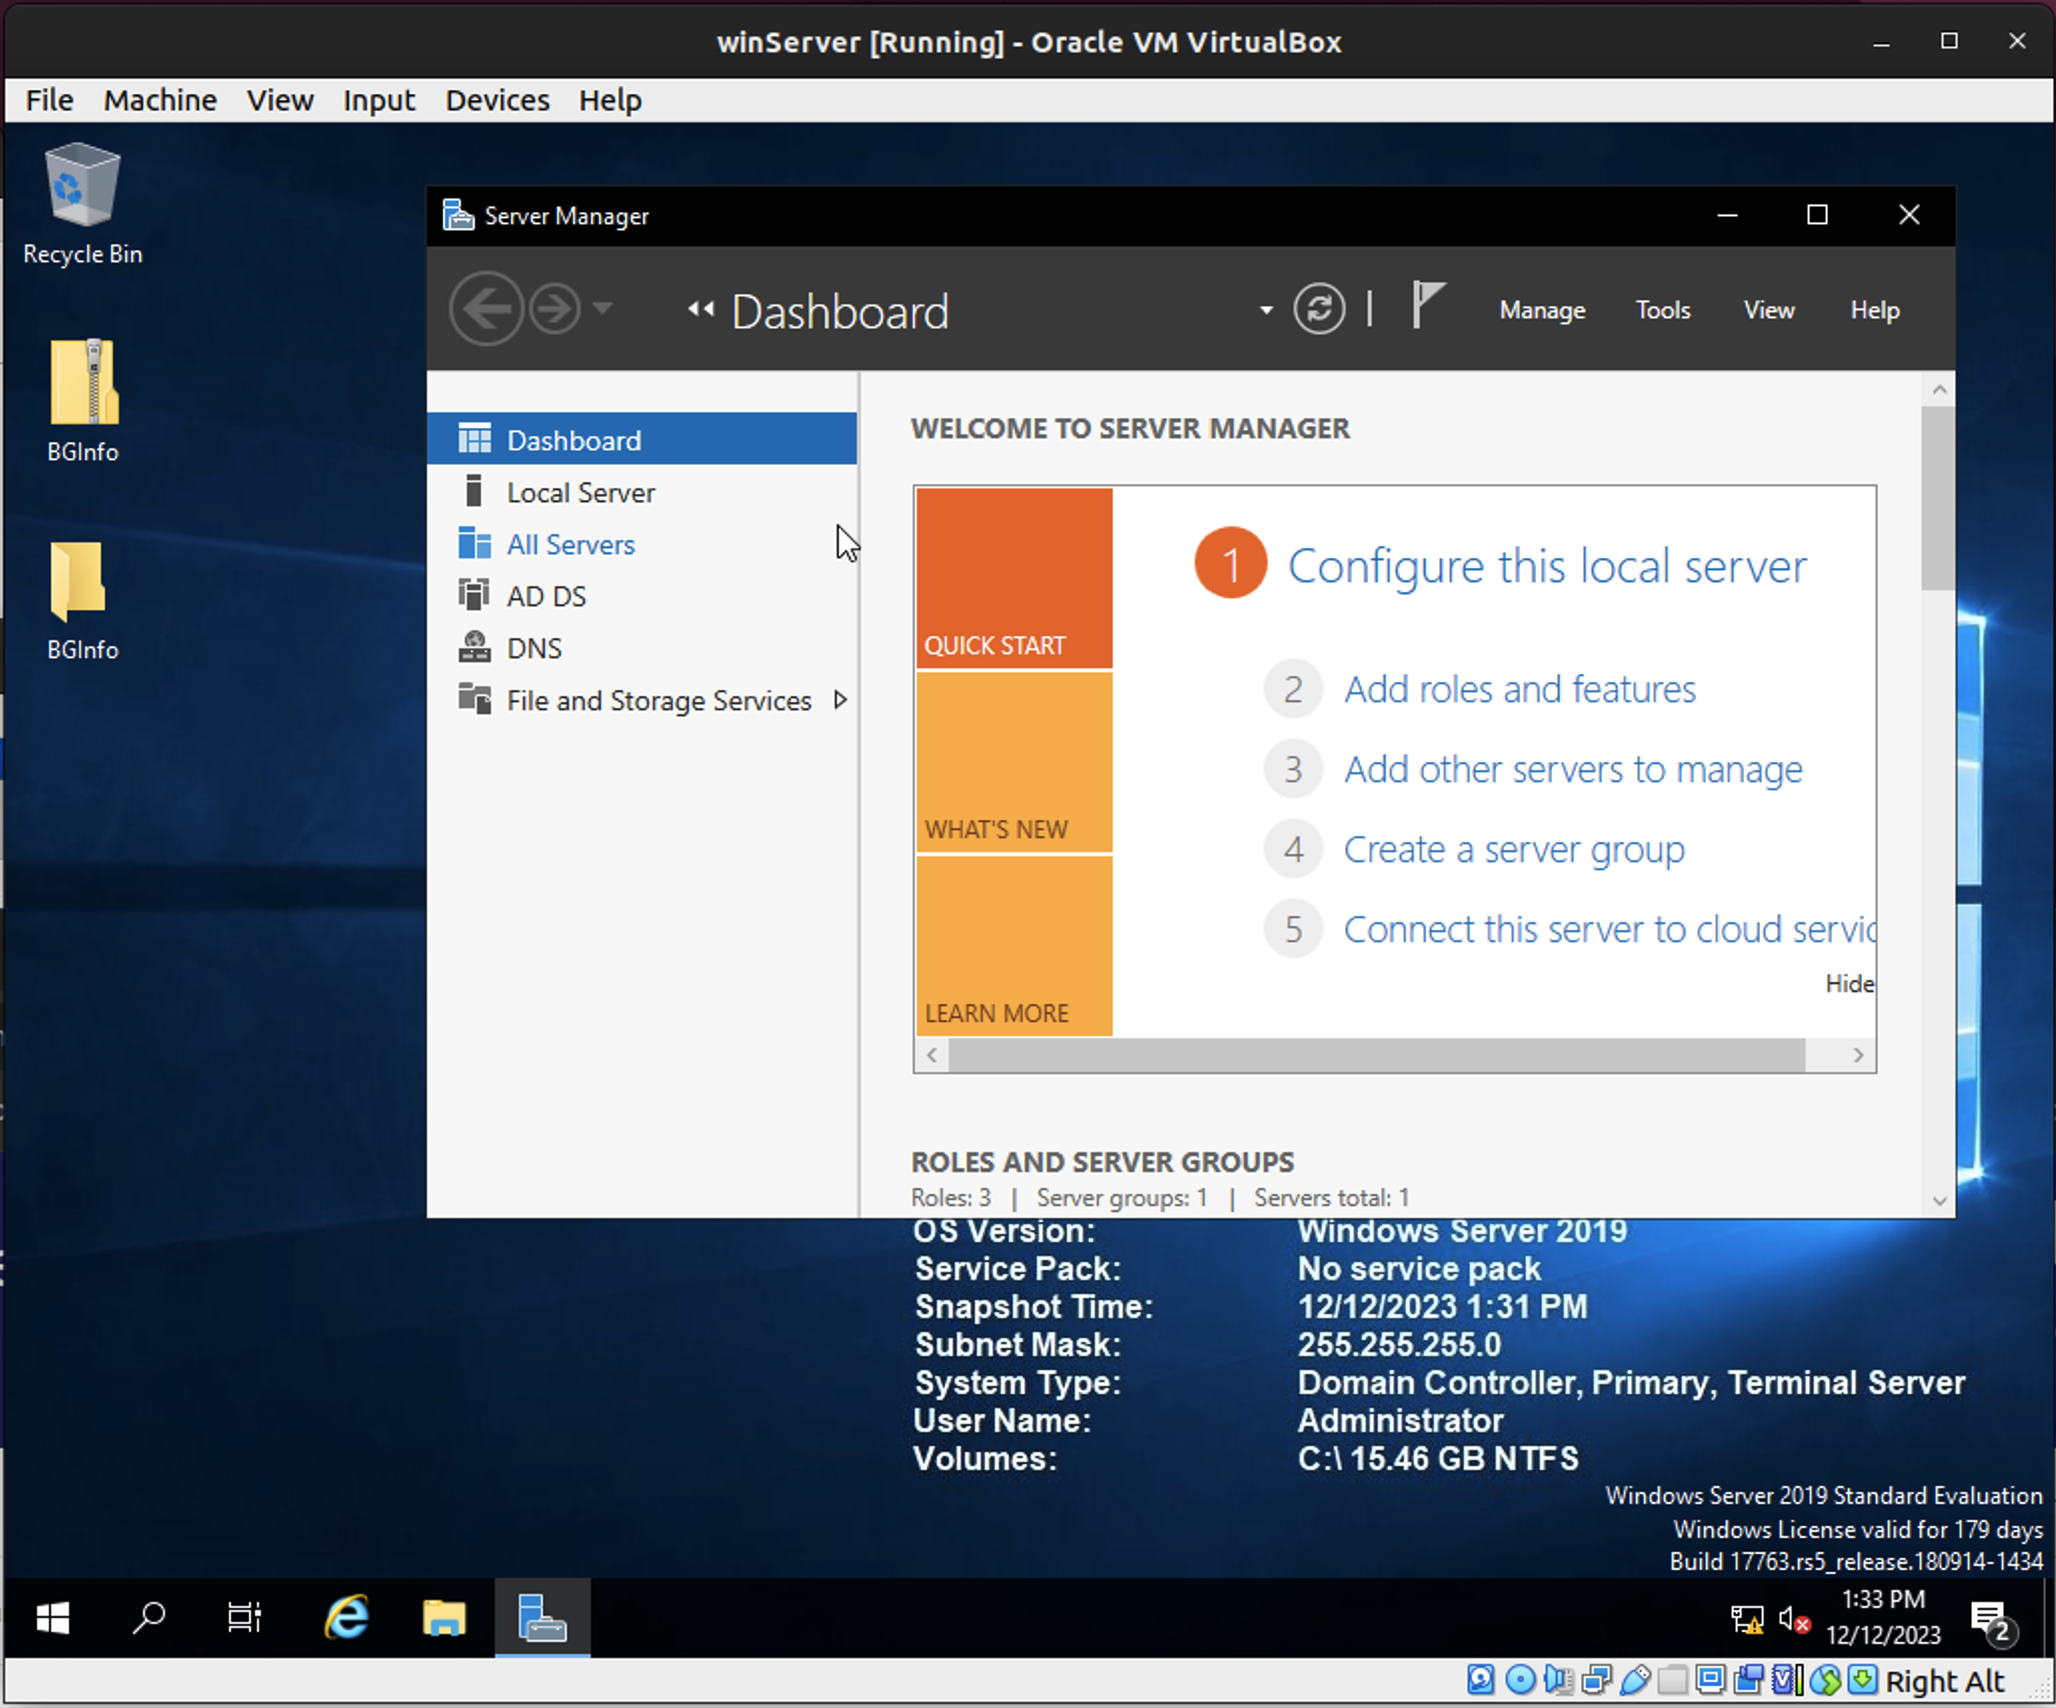 winServer [Running] - Oracle VM VirtualBox
File Machine View Input Devices Help
Recycle Bin
BGInfo
BGInfo
Server Manager
Dashboard
Manage Tools View Help
Dashboard
Local Server
All Servers
AD DS
DNS
File and Storage Services
WELCOME TO SERVER MANAGER
QUICK START
WHAT'S NEW
LEARN MORE
1 Configure this local server
2 Add roles and features
3 Add other servers to manage
4 Create a server group
5 Connect this server to cloud servic
Hide
ROLES AND SERVER GROUPS
Roles: 3 | Server groups: 1 | Servers total: 1
OS Version: Windows Server 2019
Service Pack: No service pack
Snapshot Time: 12/12/2023 1:31 PM
Subnet Mask: 255.255.255.0
System Type: Domain Controller, Primary, Terminal Server
User Name: Administrator
Volumes: C:\ 15.46 GB NTFS
Windows Server 2019 Standard Evaluation
Windows License valid for 179 days
Build 17763.rs5_release.180914-1434
1:33 PM
12/12/2023
2
Right Alt